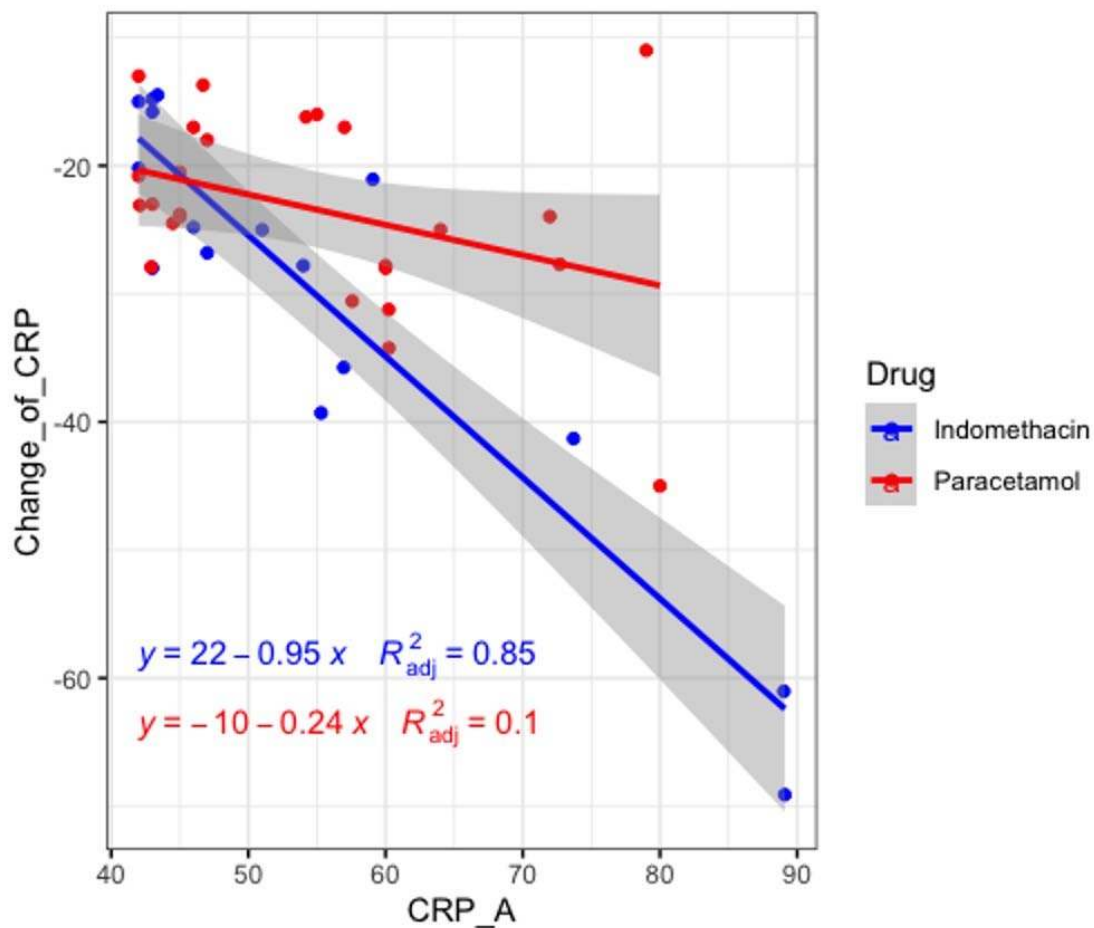 -20
-40
-60
Change_of_CRP
y = 22 – 0.95 x R²adj = 0.85
y = – 10 – 0.24 x R²adj = 0.1
40 50 60 70 80 90
CRP_A
Drug
a Indomethacin
a Paracetamol